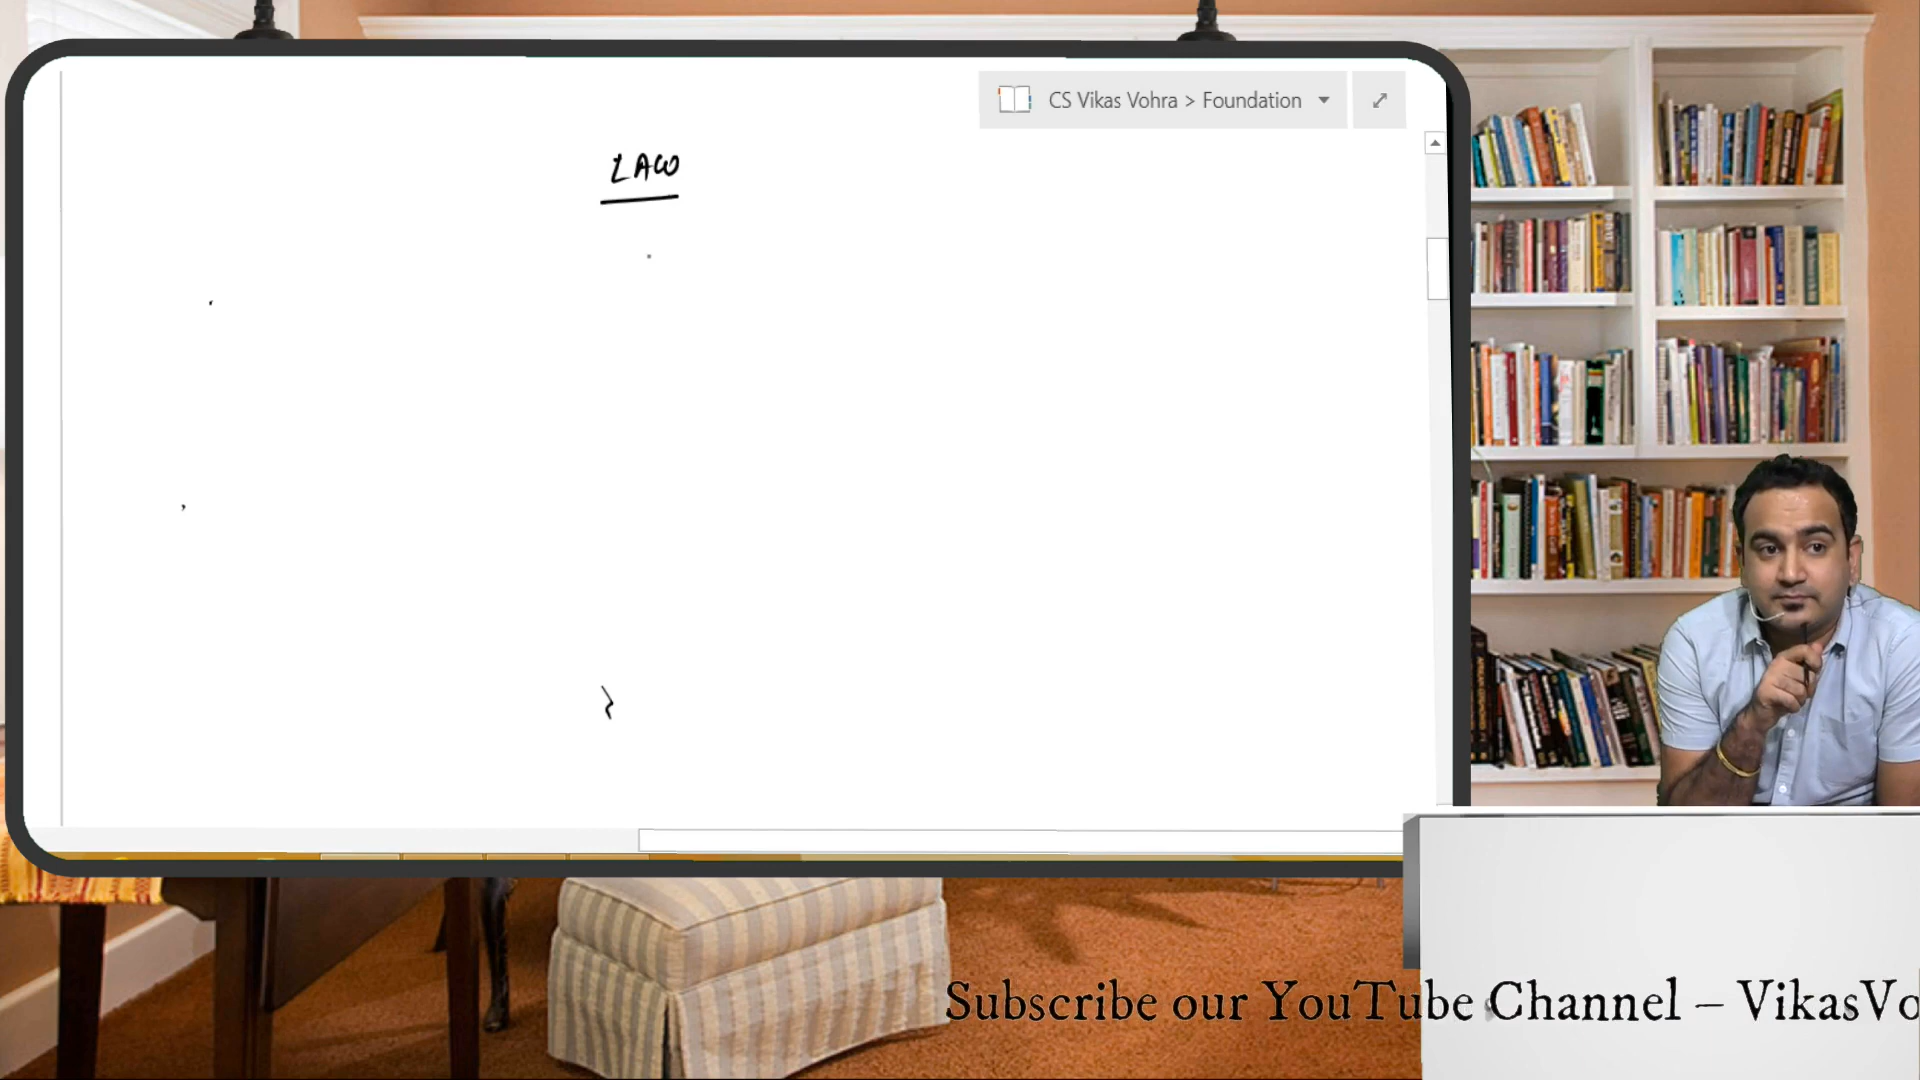 CS Vikas Vohra > Foundation
LAW
Subscribe our YouTube Channel – VikasVo